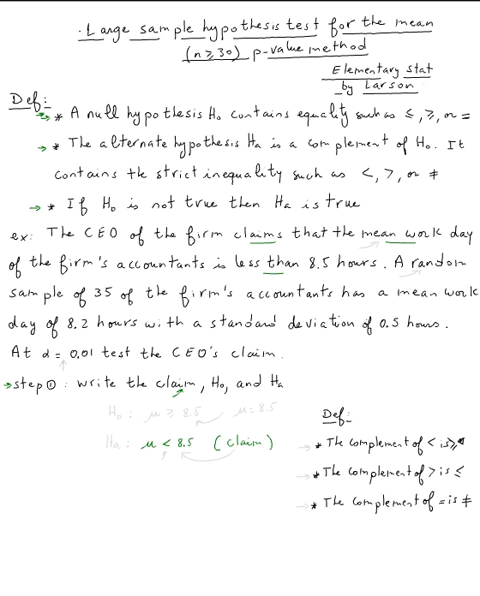 . Large sample hypothesis test for the mean
(n ≥ 30) p-value method
Elementary stat
by Larson
Def:
* A null hypothesis H₀ contains equality such as ≤, ≥, or =
* The alternate hypothesis Ha is a complement of H₀. It
contains the strict inequality such as <, >, or ≠
* If H₀ is not true then Ha is true
ex: The CEO of the firm claims that the mean work day
of the firm's accountants is less than 8.5 hours. A random
sample of 35 of the firm's accountants has a mean work
day of 8.2 hours with a standard deviation of 0.5 hours.
At α = 0.01 test the CEO's claim.
step ①: write the claim, H₀, and Ha
H₀: μ ≥ 8.5 μ = 8.5
Ha: μ < 8.5 (claim)
Def:
* The complement of < is ≥
* The complement of > is ≤
* The complement of = is ≠